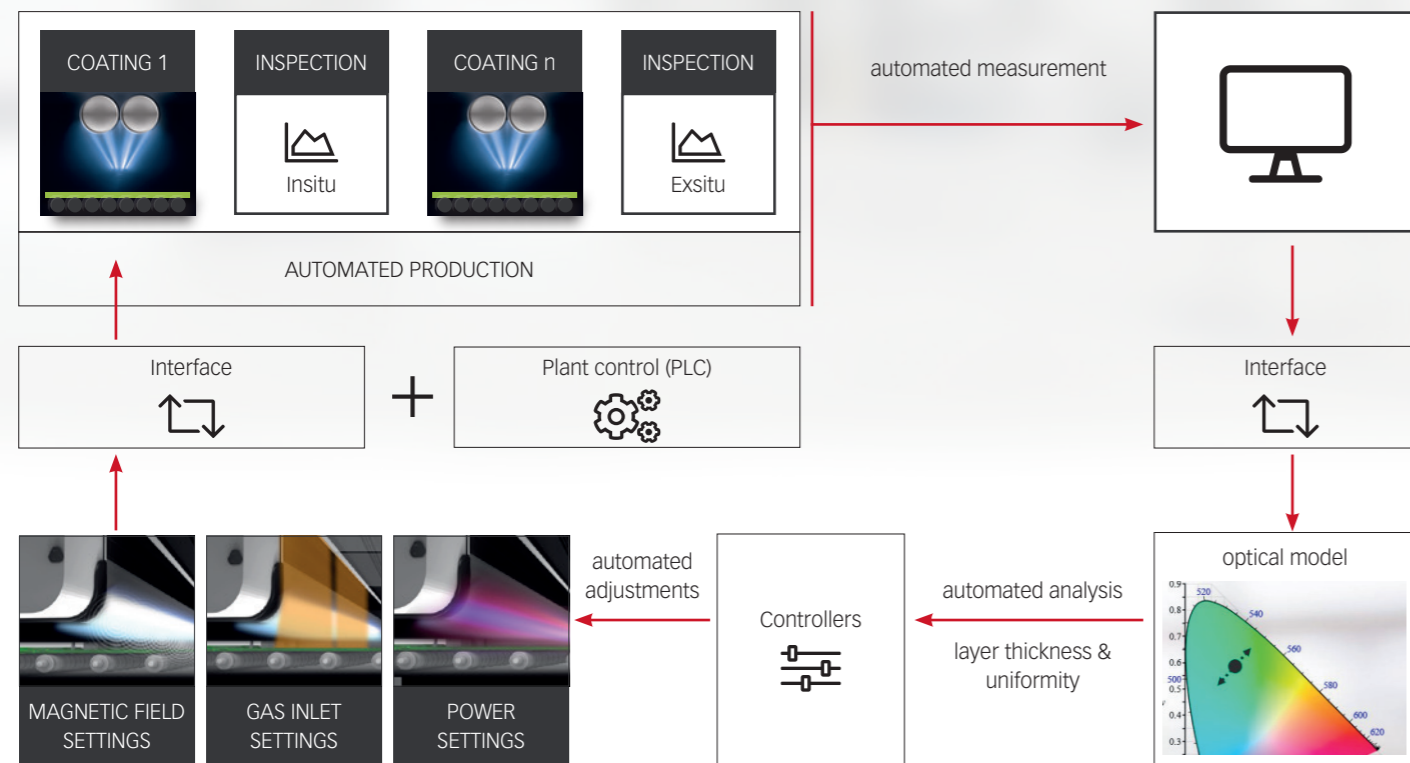 COATING 1
INSPECTION
COATING n
INSPECTION
Insitu
Exsitu
AUTOMATED PRODUCTION
automated measurement
Interface
Plant control (PLC)
Interface
MAGNETIC FIELD
SETTINGS
GAS INLET
SETTINGS
POWER
SETTINGS
automated
adjustments
Controllers
automated analysis
layer thickness &
uniformity
optical model
0.9
0.8
0.7
0.6
0.5
0.4
0.3
500
520
540
560
580
600
620